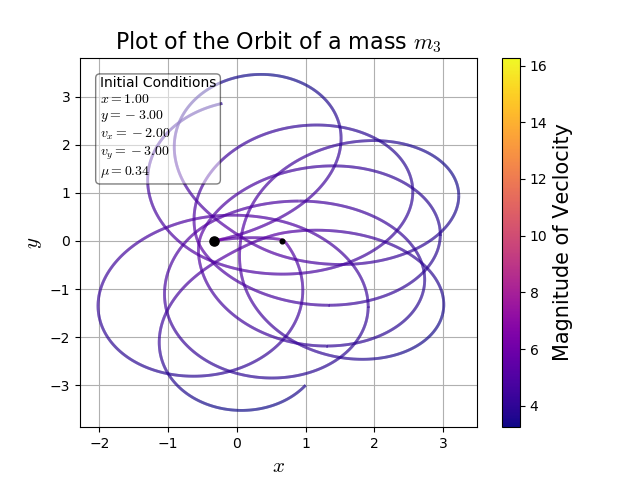 Plot of the Orbit of a mass m₃
Initial Conditions
x = 1.00
y = − 3.00
vₓ = −2.00
v_y = −3.00
μ = 0.34
3
2
1
0
−1
−2
−3
y
−2 −1 0 1 2 3
x
16
14
12
10
8
6
4
Magnitude of Veclocity